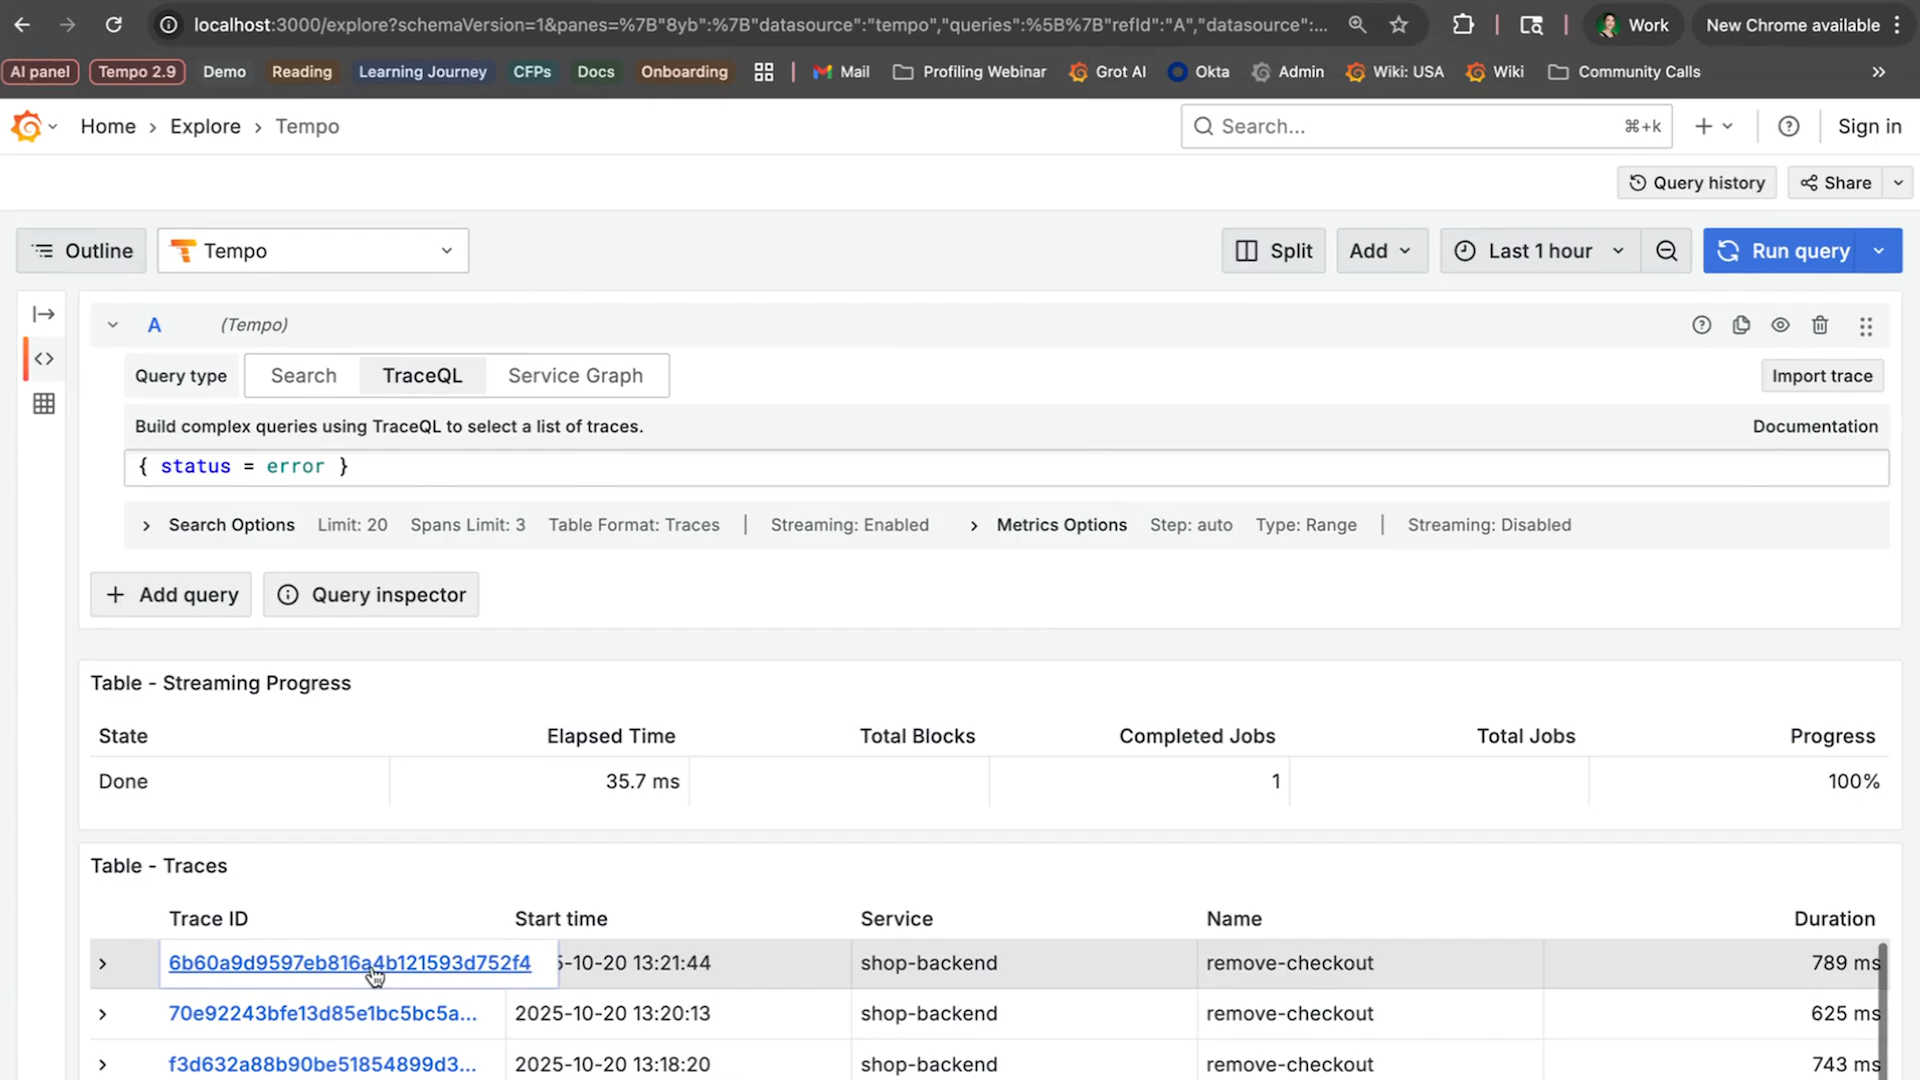 localhost:3000/explore?schemaVersion=1&panes=%7B"8yb":%7B"datasource":"tempo","queries":%5B%7B"refId":"A","datasource":...
Work
New Chrome available
AI panel
Tempo 2.9
Demo
Reading
Learning Journey
CFPs
Docs
Onboarding
Mail
Profiling Webinar
Grot AI
Okta
Admin
Wiki: USA
Wiki
Community Calls
»
Home › Explore › Tempo
Search...
⌘+k
Sign in
Query history
Share
Outline
Tempo
Split
Add
Last 1 hour
Run query
A
(Tempo)
Query type
Search
TraceQL
Service Graph
Import trace
Build complex queries using TraceQL to select a list of traces.
Documentation
{ status = error }
Search Options Limit: 20 Spans Limit: 3 Table Format: Traces | Streaming: Enabled
Metrics Options Step: auto Type: Range | Streaming: Disabled
+ Add query
Query inspector
Table - Streaming Progress
State Elapsed Time Total Blocks Completed Jobs Total Jobs Progress
Done 35.7 ms 1 100%
Table - Traces
Trace ID Start time Service Name Duration
6b60a9d9597eb816a4b121593d752f4 5-10-20 13:21:44 shop-backend remove-checkout 789 ms
70e92243bfe13d85e1bc5bc5a... 2025-10-20 13:20:13 shop-backend remove-checkout 625 ms
f3d632a88b90be51854899d3... 2025-10-20 13:18:20 shop-backend remove-checkout 743 ms